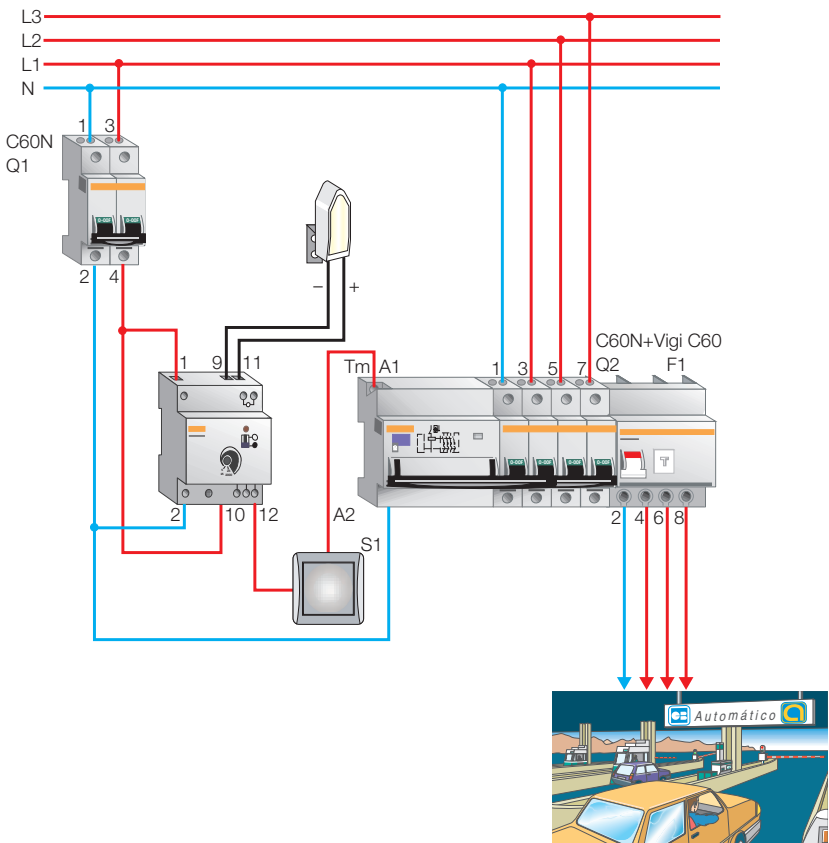 L3
L2
L1
N
1 3
C60N
Q1
2 4
– +
1 9 11
Tm A1
1 3 5 7
C60N+Vigi C60
Q2 F1
T
2 10 12
A2
S1
2 4 6 8
Automático